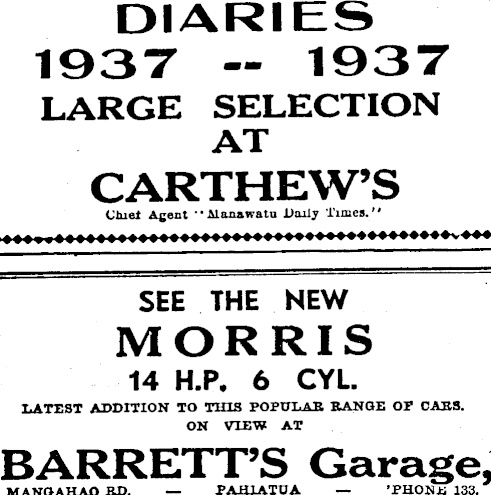 DIARIES
1937 -- 1937
LARGE SELECTION
AT
CARTHEW'S
Chief Agent "Manawatu Daily Times."
SEE THE NEW
MORRIS
14 H.P. 6 CYL.
LATEST ADDITION TO THIS POPULAR RANGE OF CARS.
ON VIEW AT
BARRETT'S Garage,
MANGAHAO RD. — PAHIATUA — 'PHONE 133.